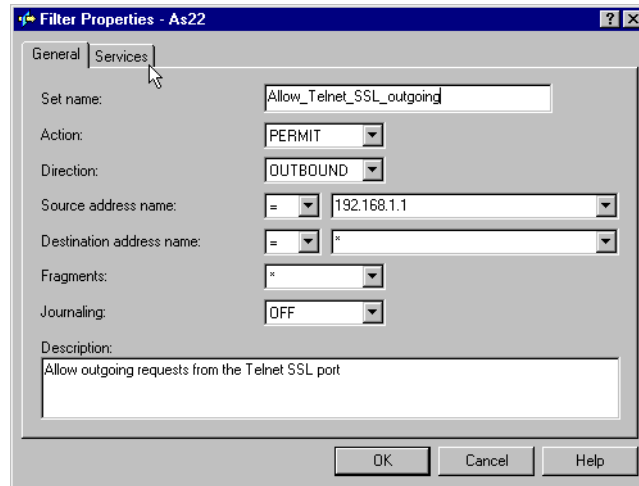 Filter Properties - As22
General Services
Set name: Allow_Telnet_SSL_outgoing
Action: PERMIT
Direction: OUTBOUND
Source address name: = 192.168.1.1
Destination address name: = *
Fragments: *
Journaling: OFF
Description:
Allow outgoing requests from the Telnet SSL port
OK Cancel Help